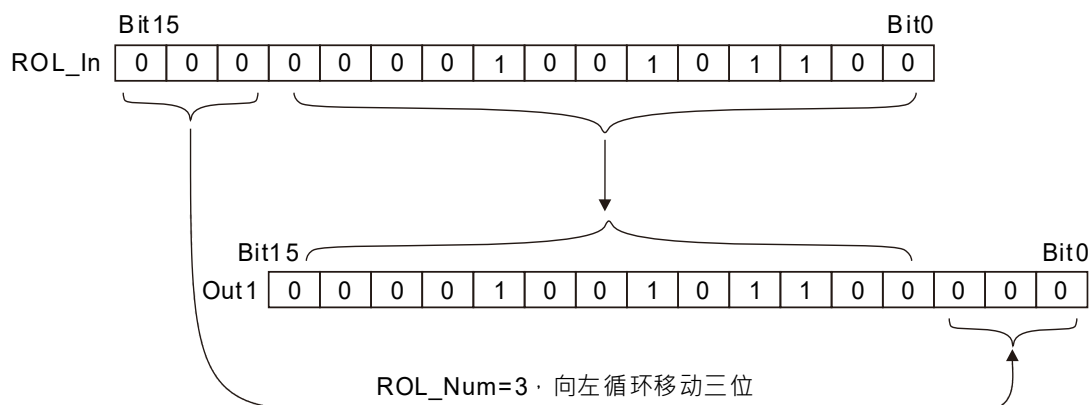 Bit15 Bit0
ROL_In 0 0 0 0 0 0 0 1 0 0 1 0 1 1 0 0
Bit15 Bit0
Out1 0 0 0 0 1 0 0 1 0 1 1 0 0 0 0 0
ROL_Num=3，向左循环移动三位